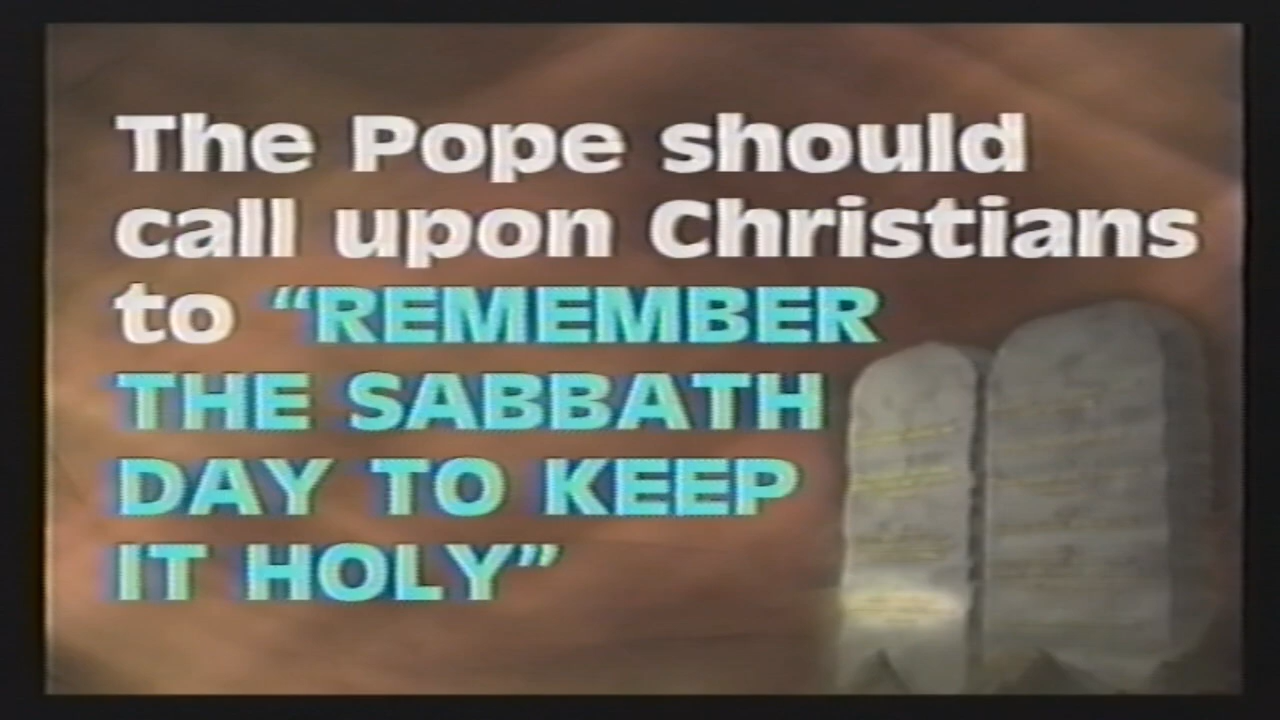 The Pope should
call upon Christians
to “REMEMBER
THE SABBATH
DAY TO KEEP
IT HOLY”